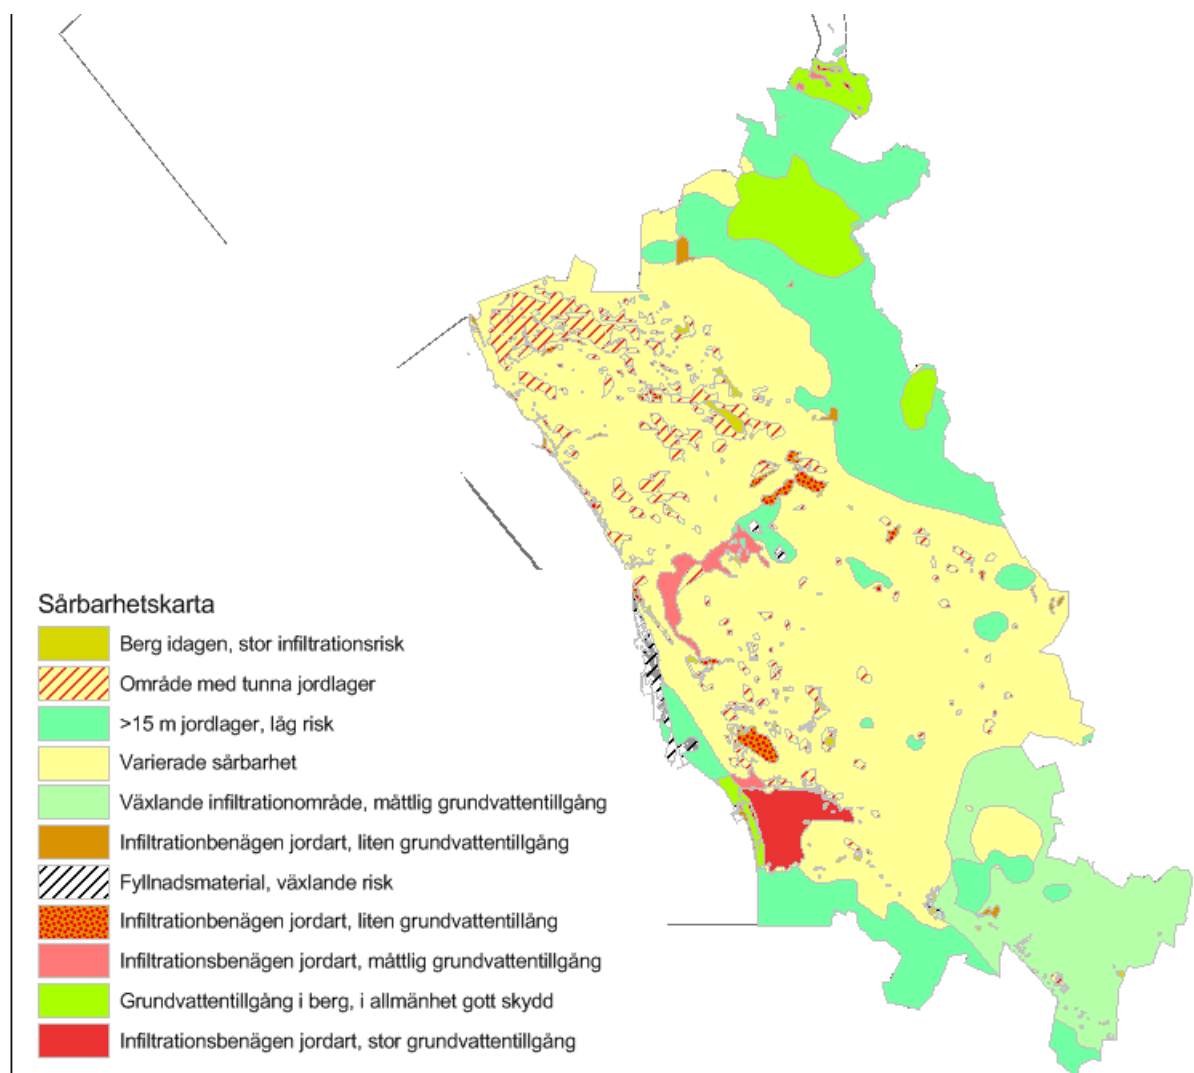 Sårbarhetskarta
Berg idagen, stor infiltrationsrisk
Område med tunna jordlager
>15 m jordlager, låg risk
Varierade sårbarhet
Växlande infiltrationområde, måttlig grundvattentillgång
Infiltrationbenägen jordart, liten grundvattentillgång
Fyllnadsmaterial, växlande risk
Infiltrationbenägen jordart, liten grundvattentillång
Infiltrationsbenägen jordart, måttlig grundvattentillgång
Grundvattentillgång i berg, i allmänhet gott skydd
Infiltrationsbenägen jordart, stor grundvattentillgång